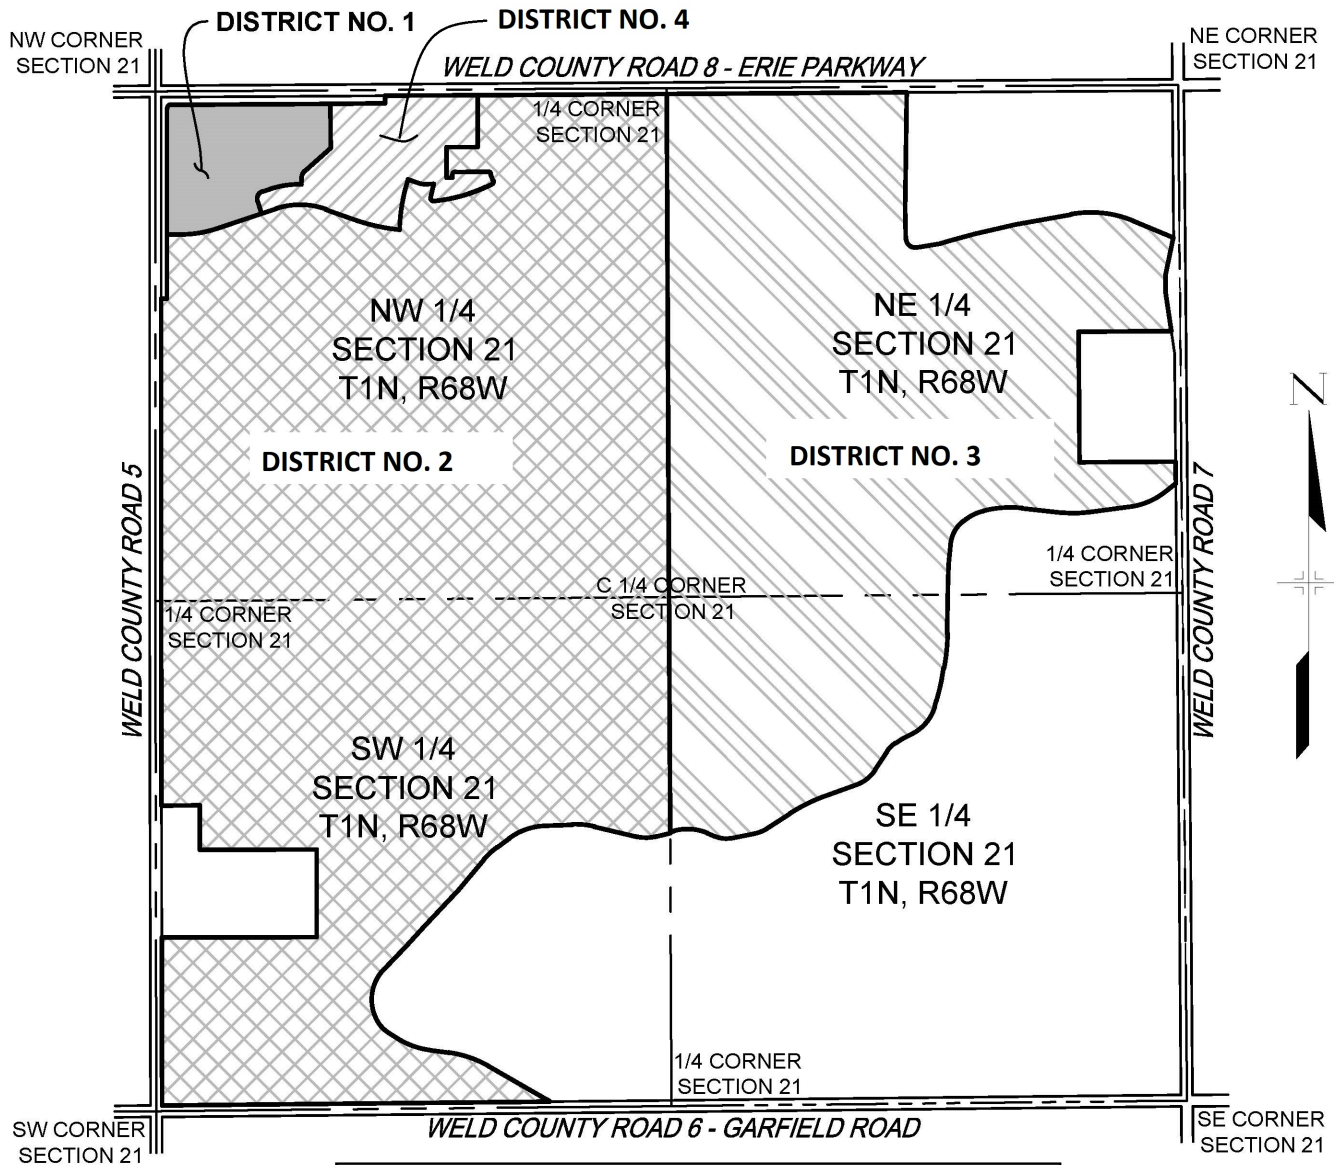 DISTRICT NO. 1
DISTRICT NO. 4
NW CORNER
SECTION 21
WELD COUNTY ROAD 8 - ERIE PARKWAY
NE CORNER
SECTION 21
1/4 CORNER
SECTION 21
NW 1/4
SECTION 21
T1N, R68W
NE 1/4
SECTION 21
T1N, R68W
N
DISTRICT NO. 2
DISTRICT NO. 3
WELD COUNTY ROAD 5
WELD COUNTY ROAD 7
1/4 CORNER
SECTION 21
C 1/4 CORNER
SECTION 21
1/4 CORNER
SECTION 21
SW 1/4
SECTION 21
T1N, R68W
SE 1/4
SECTION 21
T1N, R68W
1/4 CORNER
SECTION 21
SW CORNER
SECTION 21
WELD COUNTY ROAD 6 - GARFIELD ROAD
SE CORNER
SECTION 21